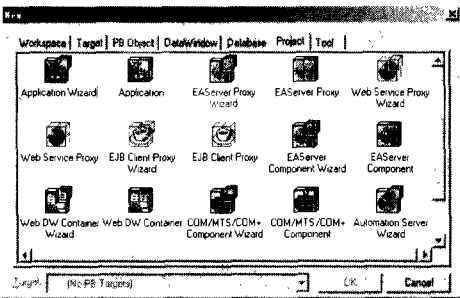 New
Workspace Target PB Object DataWindow Database Project Tool
Application Wizard Application EAServer Proxy Wizard EAServer Proxy Web Service Proxy Wizard
Web Service Proxy EJB Client Proxy Wizard EJB Client Proxy EAServer Component Wizard EAServer Component
Web DW Container Wizard Web DW Container COM/MTS/COM+ Component Wizard COM/MTS/COM+ Component Automation Server Wizard
Target: (No PB Targets) OK Cancel